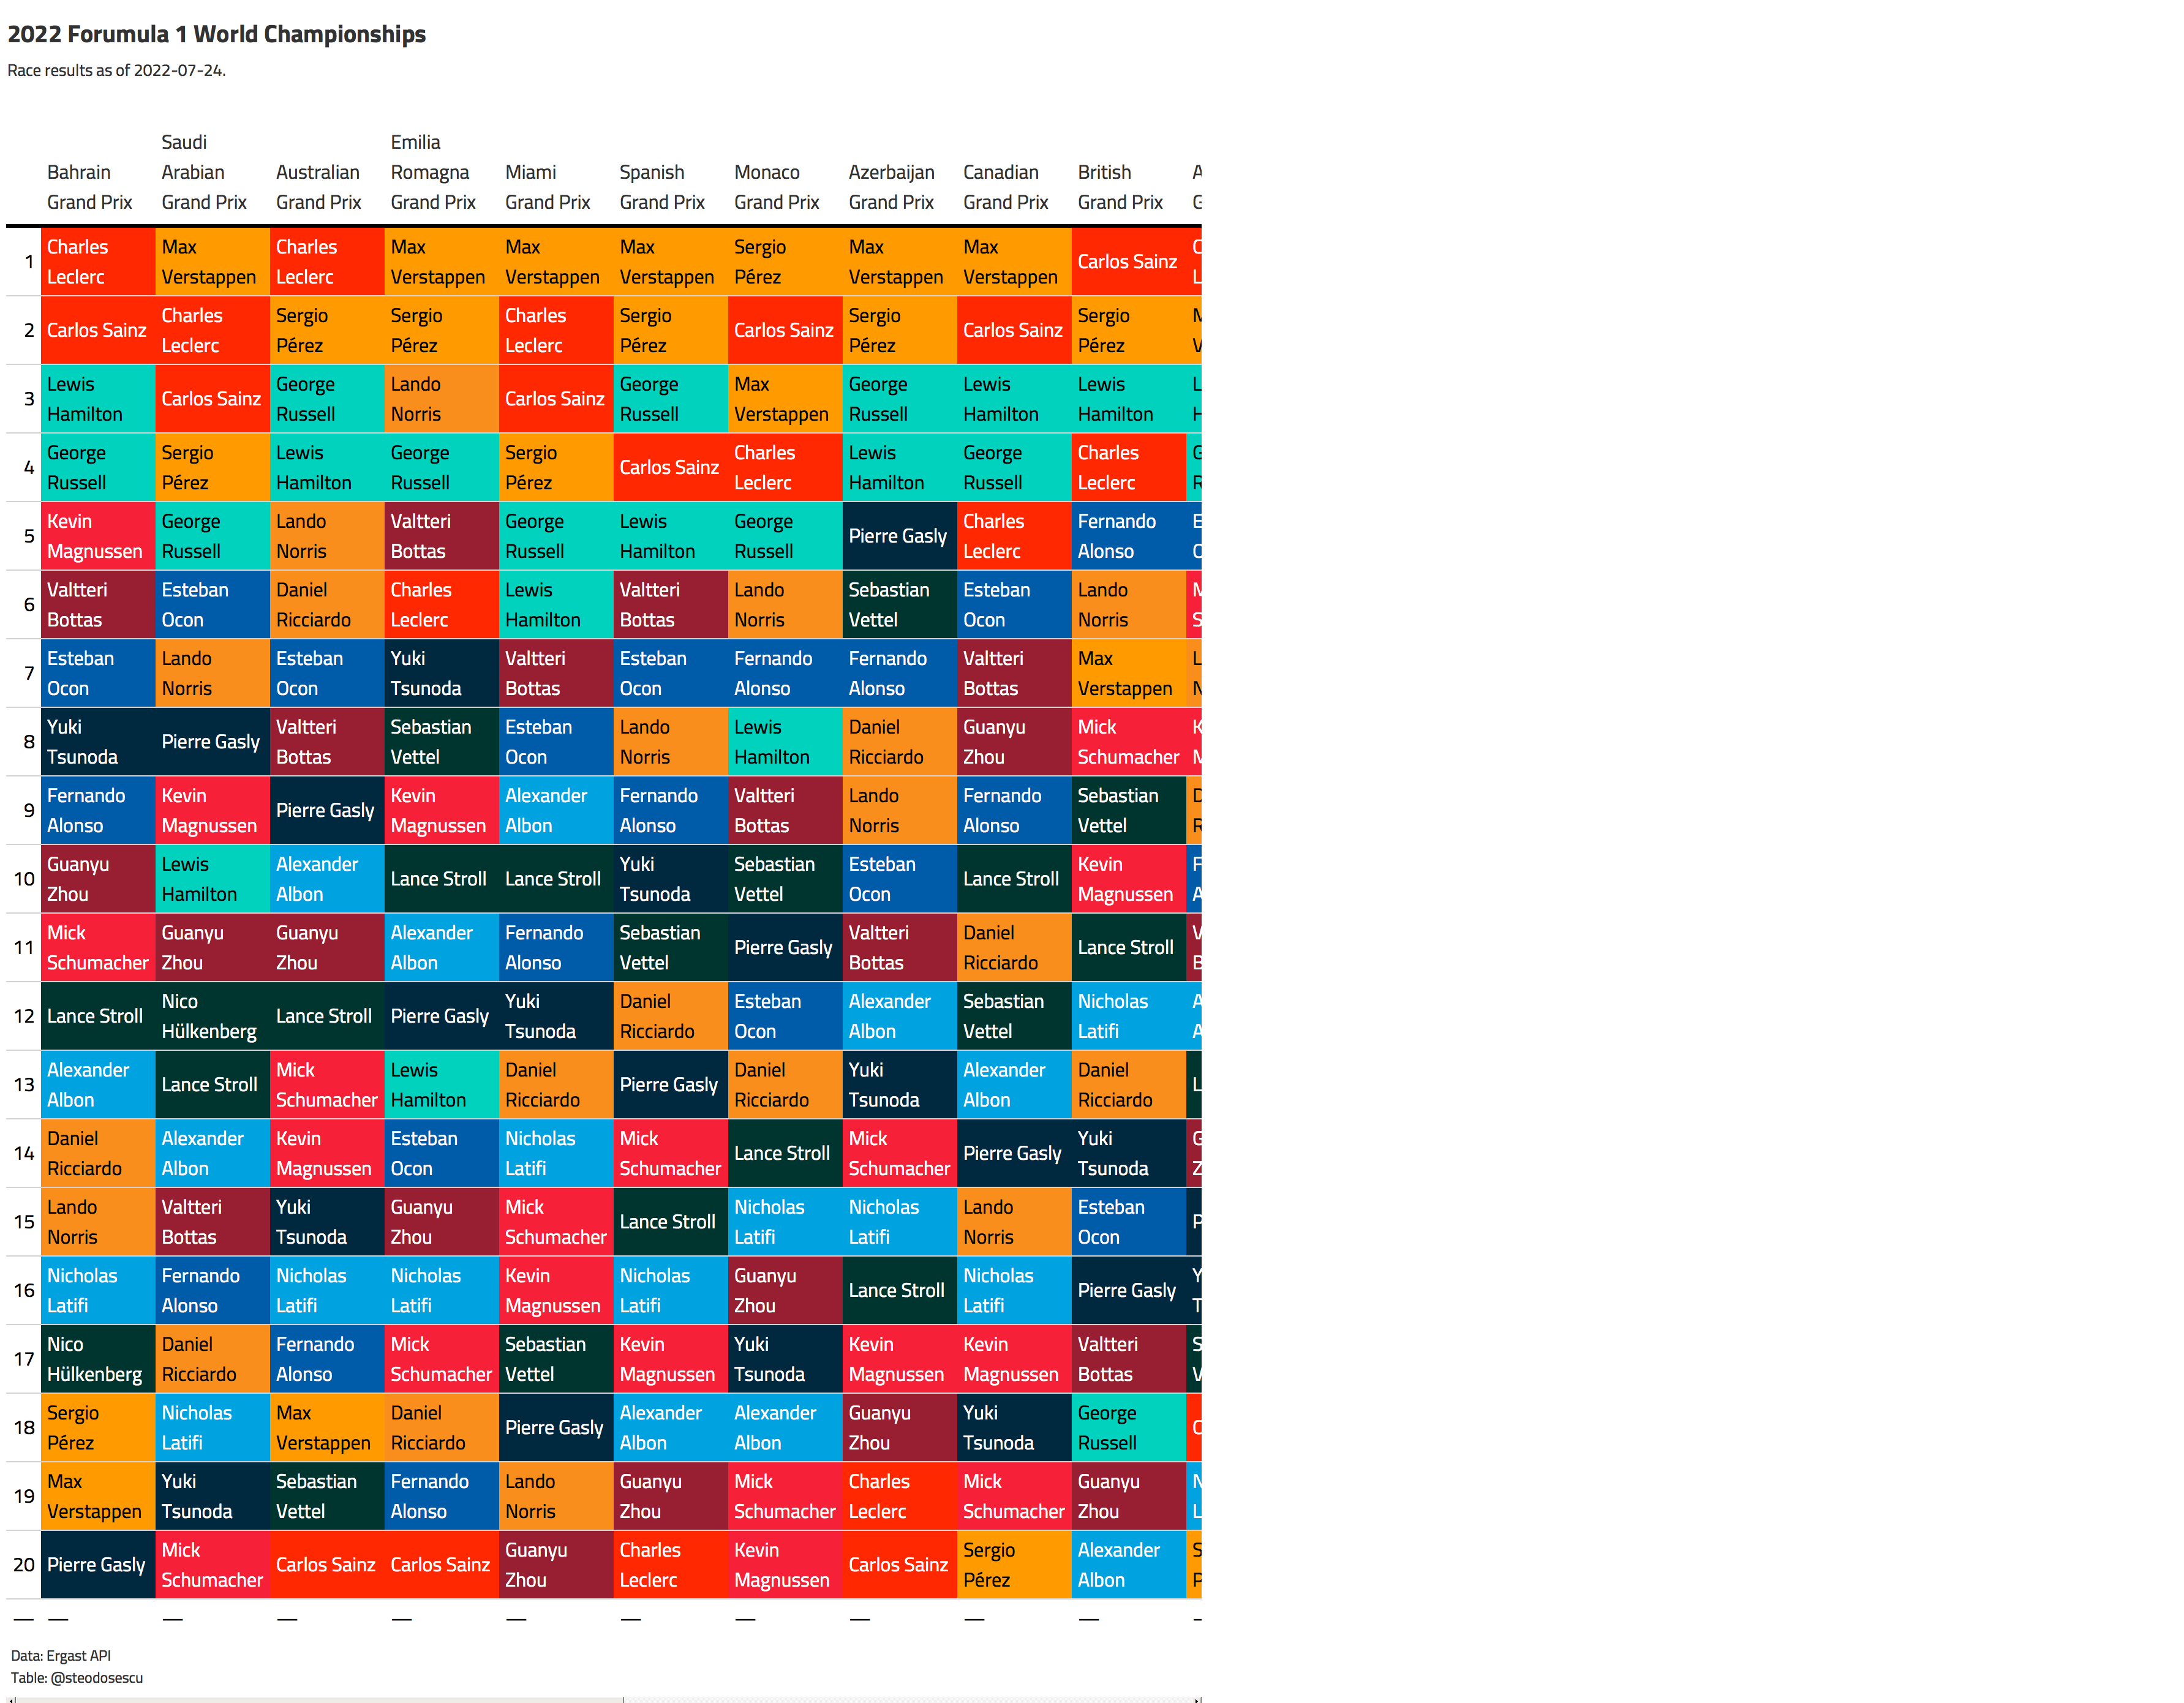 2022 Forumula 1 World Championships
Race results as of 2022-07-24.
Saudi Emilia
Bahrain Arabian Australian Romagna Miami Spanish Monaco Azerbaijan Canadian British
Grand Prix Grand Prix Grand Prix Grand Prix Grand Prix Grand Prix Grand Prix Grand Prix Grand Prix Grand Prix
1 Charles Leclerc Max Verstappen Charles Leclerc Max Verstappen Max Verstappen Max Verstappen Sergio Pérez Max Verstappen Max Verstappen Carlos Sainz
2 Carlos Sainz Charles Leclerc Sergio Pérez Sergio Pérez Charles Leclerc Sergio Pérez Carlos Sainz Sergio Pérez Carlos Sainz Sergio Pérez
3 Lewis Hamilton Carlos Sainz George Russell Lando Norris Carlos Sainz George Russell Max Verstappen George Russell Lewis Hamilton Lewis Hamilton
4 George Russell Sergio Pérez Lewis Hamilton George Russell Sergio Pérez Carlos Sainz Charles Leclerc Lewis Hamilton George Russell Charles Leclerc
5 Kevin Magnussen George Russell Lando Norris Valtteri Bottas George Russell Lewis Hamilton George Russell Pierre Gasly Charles Leclerc Fernando Alonso
6 Valtteri Bottas Esteban Ocon Daniel Ricciardo Charles Leclerc Lewis Hamilton Valtteri Bottas Lando Norris Sebastian Vettel Esteban Ocon Lando Norris
7 Esteban Ocon Lando Norris Esteban Ocon Yuki Tsunoda Valtteri Bottas Esteban Ocon Fernando Alonso Fernando Alonso Valtteri Bottas Max Verstappen
8 Yuki Tsunoda Pierre Gasly Valtteri Bottas Sebastian Vettel Esteban Ocon Lando Norris Lewis Hamilton Daniel Ricciardo Guanyu Zhou Mick Schumacher
9 Fernando Alonso Kevin Magnussen Pierre Gasly Kevin Magnussen Alexander Albon Fernando Alonso Valtteri Bottas Lando Norris Fernando Alonso Sebastian Vettel
10 Guanyu Zhou Lewis Hamilton Alexander Albon Lance Stroll Lance Stroll Yuki Tsunoda Sebastian Vettel Esteban Ocon Lance Stroll Kevin Magnussen
11 Mick Schumacher Guanyu Zhou Guanyu Zhou Alexander Albon Fernando Alonso Sebastian Vettel Pierre Gasly Valtteri Bottas Daniel Ricciardo Lance Stroll
12 Lance Stroll Nico Hülkenberg Lance Stroll Pierre Gasly Yuki Tsunoda Daniel Ricciardo Esteban Ocon Alexander Albon Sebastian Vettel Nicholas Latifi
13 Alexander Albon Lance Stroll Mick Schumacher Lewis Hamilton Daniel Ricciardo Pierre Gasly Daniel Ricciardo Yuki Tsunoda Alexander Albon Daniel Ricciardo
14 Daniel Ricciardo Alexander Albon Kevin Magnussen Esteban Ocon Nicholas Latifi Mick Schumacher Lance Stroll Mick Schumacher Pierre Gasly Yuki Tsunoda
15 Lando Norris Valtteri Bottas Yuki Tsunoda Guanyu Zhou Mick Schumacher Lance Stroll Nicholas Latifi Nicholas Latifi Lando Norris Esteban Ocon
16 Nicholas Latifi Fernando Alonso Nicholas Latifi Nicholas Latifi Kevin Magnussen Nicholas Latifi Guanyu Zhou Lance Stroll Nicholas Latifi Pierre Gasly
17 Nico Hülkenberg Daniel Ricciardo Fernando Alonso Mick Schumacher Sebastian Vettel Kevin Magnussen Yuki Tsunoda Kevin Magnussen Kevin Magnussen Valtteri Bottas
18 Sergio Pérez Nicholas Latifi Max Verstappen Daniel Ricciardo Pierre Gasly Alexander Albon Alexander Albon Guanyu Zhou Yuki Tsunoda George Russell
19 Max Verstappen Yuki Tsunoda Sebastian Vettel Fernando Alonso Lando Norris Guanyu Zhou Mick Schumacher Charles Leclerc Mick Schumacher Guanyu Zhou
20 Pierre Gasly Mick Schumacher Carlos Sainz Carlos Sainz Guanyu Zhou Charles Leclerc Kevin Magnussen Carlos Sainz Sergio Pérez Alexander Albon
— — — — — — — — — — —
Data: Ergast API
Table: @steodosescu